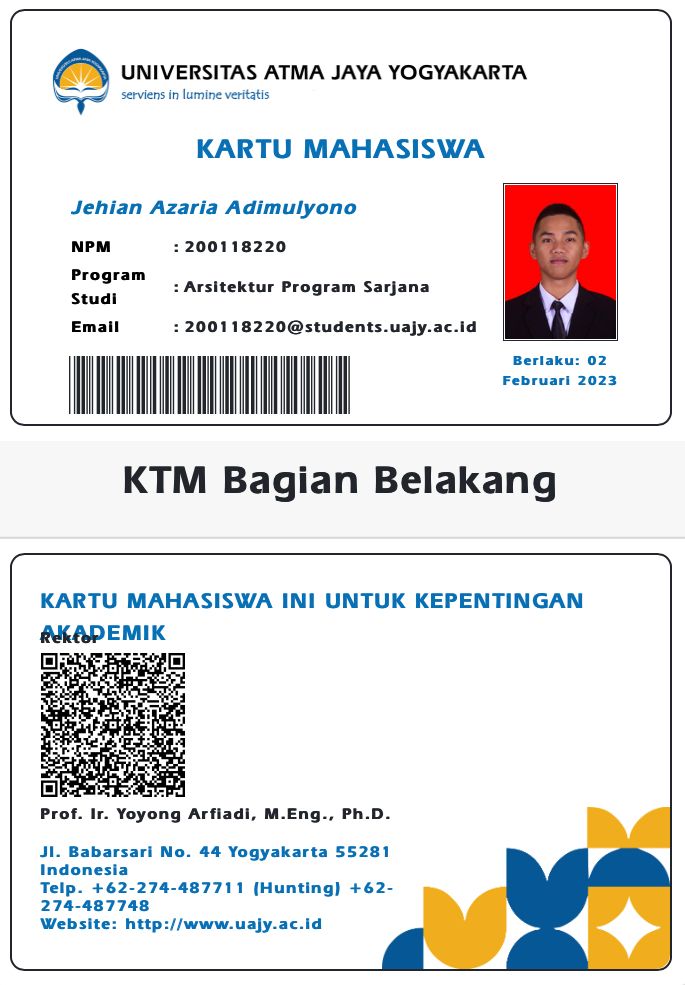 UNIVERSITAS ATMA JAYA YOGYAKARTA
serviens in lumine veritatis
KARTU MAHASISWA
Jehian Azaria Adimulyono
NPM : 200118220
Program Studi : Arsitektur Program Sarjana
Email : 200118220@students.uajy.ac.id
Berlaku: 02
Februari 2023
KTM Bagian Belakang
KARTU MAHASISWA INI UNTUK KEPENTINGAN
AKADEMIK
Rektor
Prof. Ir. Yoyong Arfiadi, M.Eng., Ph.D.
Jl. Babarsari No. 44 Yogyakarta 55281
Indonesia
Telp. +62-274-487711 (Hunting) +62-
274-487748
Website: http://www.uajy.ac.id